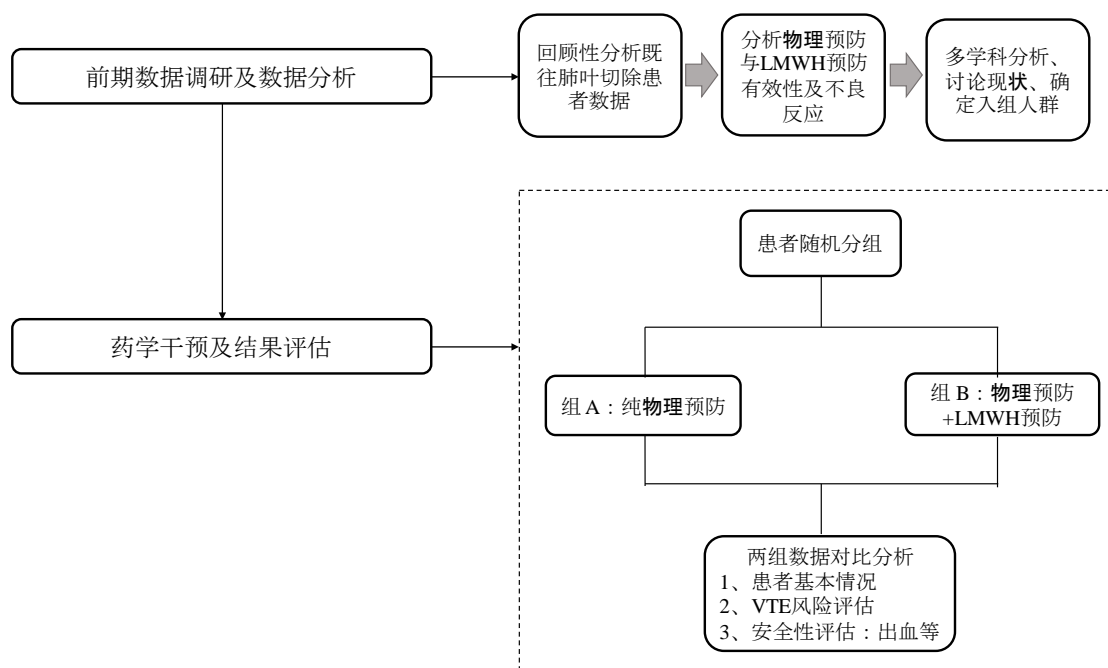 前期数据调研及数据分析
回顾性分析既
往肺叶切除患
者数据
分析物理预防
与LMWH预防
有效性及不良
反应
多学科分析、
讨论现状、确
定入组人群
患者随机分组
药学干预及结果评估
组 A：纯物理预防
组 B：物理预防
+LMWH预防
两组数据对比分析
1、患者基本情况
2、VTE风险评估
3、安全性评估：出血等